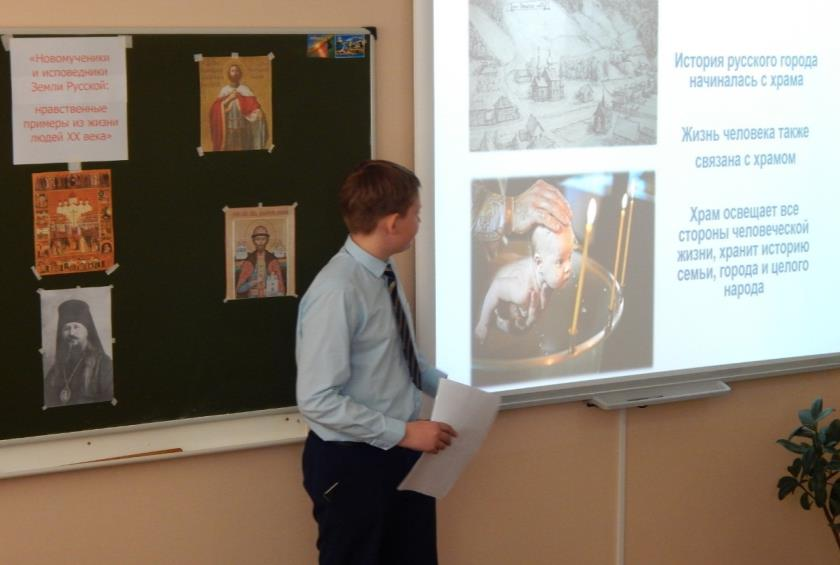 «Новомученики
и исповедники
Земли Русской:
нравственные
примеры из жизни
людей XX века»
История русского города
начиналась с храма
Жизнь человека также
связана с храмом
Храм освещает все
стороны человеческой
жизни, хранит историю
семьи, города и целого
народа